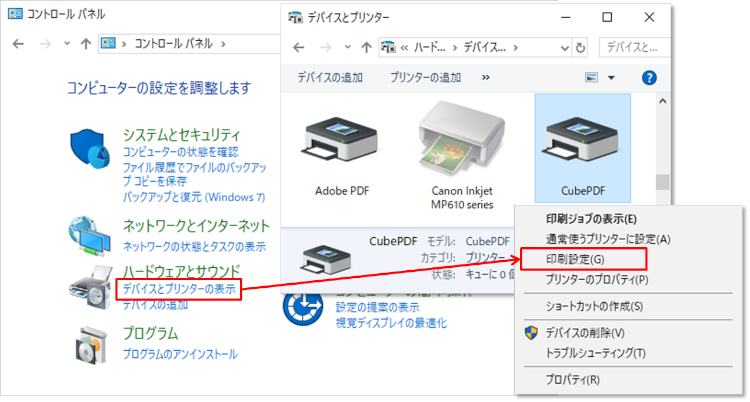 コントロール パネル
コントロール パネル
コンピューターの設定を調整します
システムとセキュリティ
コンピューターの状態を確認
ファイル履歴でファイルのバックアッ
プ コピーを保存
バックアップと復元 (Windows 7)
ネットワークとインターネット
ネットワークの状態とタスクの表示
ハードウェアとサウンド
デバイスとプリンターの表示
デバイスの追加
プログラム
プログラムのアンインストール
設定の提案の表示
視覚ディスプレイの最適化
デバイスとプリンター
« ハード... › デバイス...
デバイスと...
デバイスの追加 プリンターの追加 »
Adobe PDF
Canon Inkjet
MP610 series
CubePDF
CubePDF モデル: CubePDF
カテゴリ: プリンター
状態: キューに 0 個
印刷ジョブの表示(E)
通常使うプリンターに設定(A)
印刷設定(G)
プリンターのプロパティ(P)
ショートカットの作成(S)
デバイスの削除(V)
トラブルシューティング(T)
プロパティ(R)